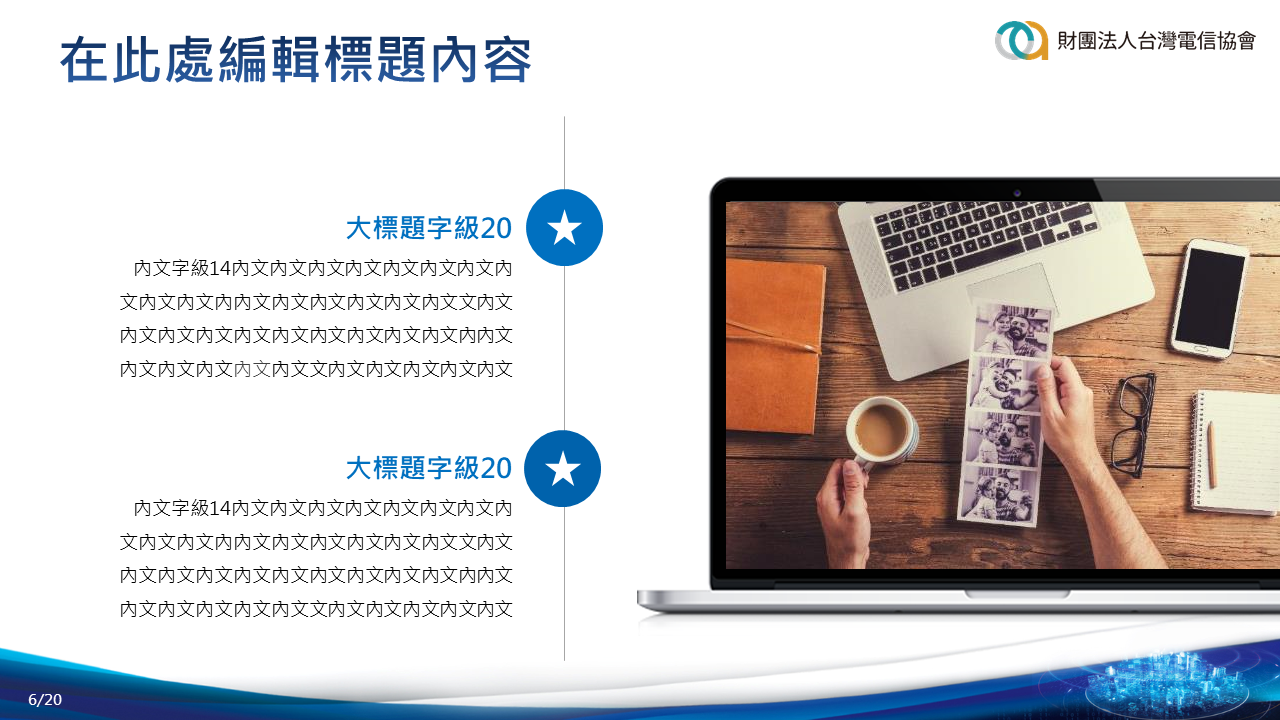 在此處編輯標題內容
財團法人台灣電信協會
大標題字級20
內文字級14內文內文內文內文內文內文內文內
文內文內文內內文內文內文內文內文內文文內文
內文內文內文內文內文內文內文內文內文內內文
內文內文內文內文內文文內文內文內文內文內文
大標題字級20
內文字級14內文內文內文內文內文內文內文內
文內文內文內文內文內文內文內文內文內文內文
內文內文內文內文內文內文內文內文內文內內文
內文內文內文內文內文文內文內文內文內文內文
6/20